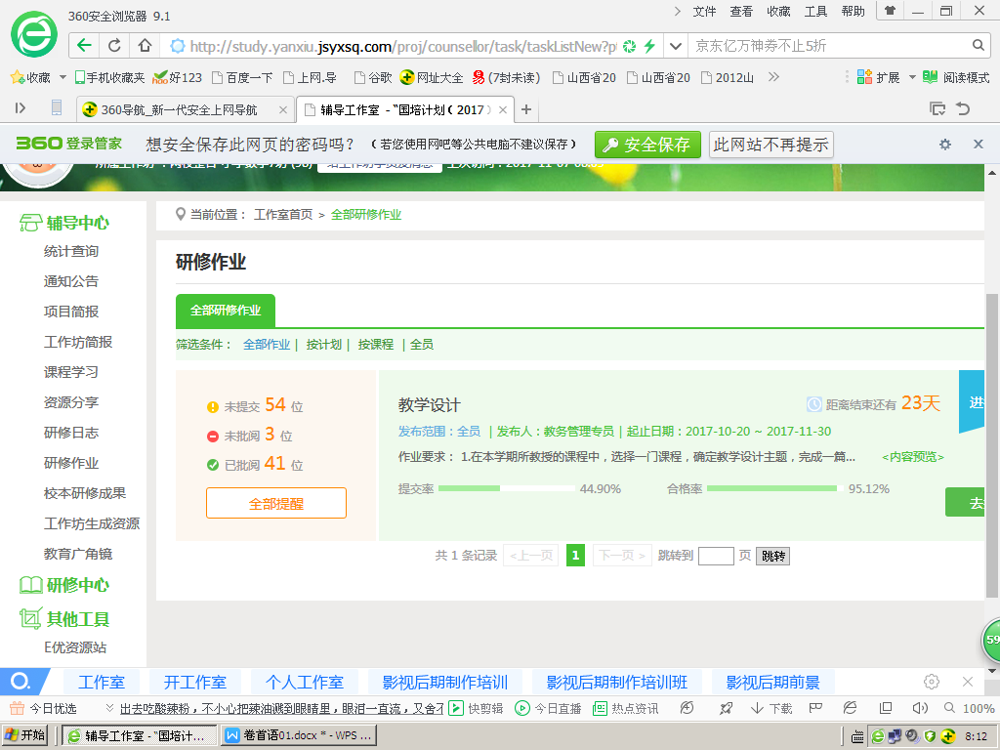 360安全浏览器 9.1
文件 查看 收藏 工具 帮助
http://study.yanxiu.jsyxsq.com/proj/counsellor/task/taskListNew?p
京东亿万神券不止5折
收藏 手机收藏夹 好123 百度一下 上网.导 谷歌 网址大全 (7封未读) 山西省20 山西省20 2012山 扩展 阅读模式
360导航_新一代安全上网导航 辅导工作室 - “国培计划（2017）
360登录管家 想安全保存此网页的密码吗？（若您使用网吧等公共电脑不建议保存） 安全保存 此网站不再提示
辅导中心
统计查询
通知公告
项目简报
工作坊简报
课程学习
资源分享
研修日志
研修作业
校本研修成果
工作坊生成资源
教育广角镜
研修中心
其他工具
E优资源站
当前位置： 工作室首页 > 全部研修作业
研修作业
全部研修作业
筛选条件： 全部作业 | 按计划 | 按课程 | 全员
未提交 54 位
未批阅 3 位
已批阅 41 位
全部提醒
教学设计
距离结束还有 23天
进
发布范围：全员 | 发布人：教务管理专员 | 起止日期：2017-10-20 ~ 2017-11-30
作业要求： 1.在本学期所教授的课程中，选择一门课程，确定教学设计主题，完成一篇... <内容预览>
提交率 44.90% 合格率 95.12%
去
共 1 条记录 <上一页 1 下一页 > 跳转到 页 跳转
59
工作室 开工作室 个人工作室 影视后期制作培训 影视后期制作培训班 影视后期前景
今日优选 出去吃酸辣粉，不小心把辣油溅到眼睛里，眼泪一直流，又舍不 快剪辑 今日直播 热点资讯 下载 100%
开始 辅导工作室 - “国培计... 卷首语01.docx * - WPS ... 8:12